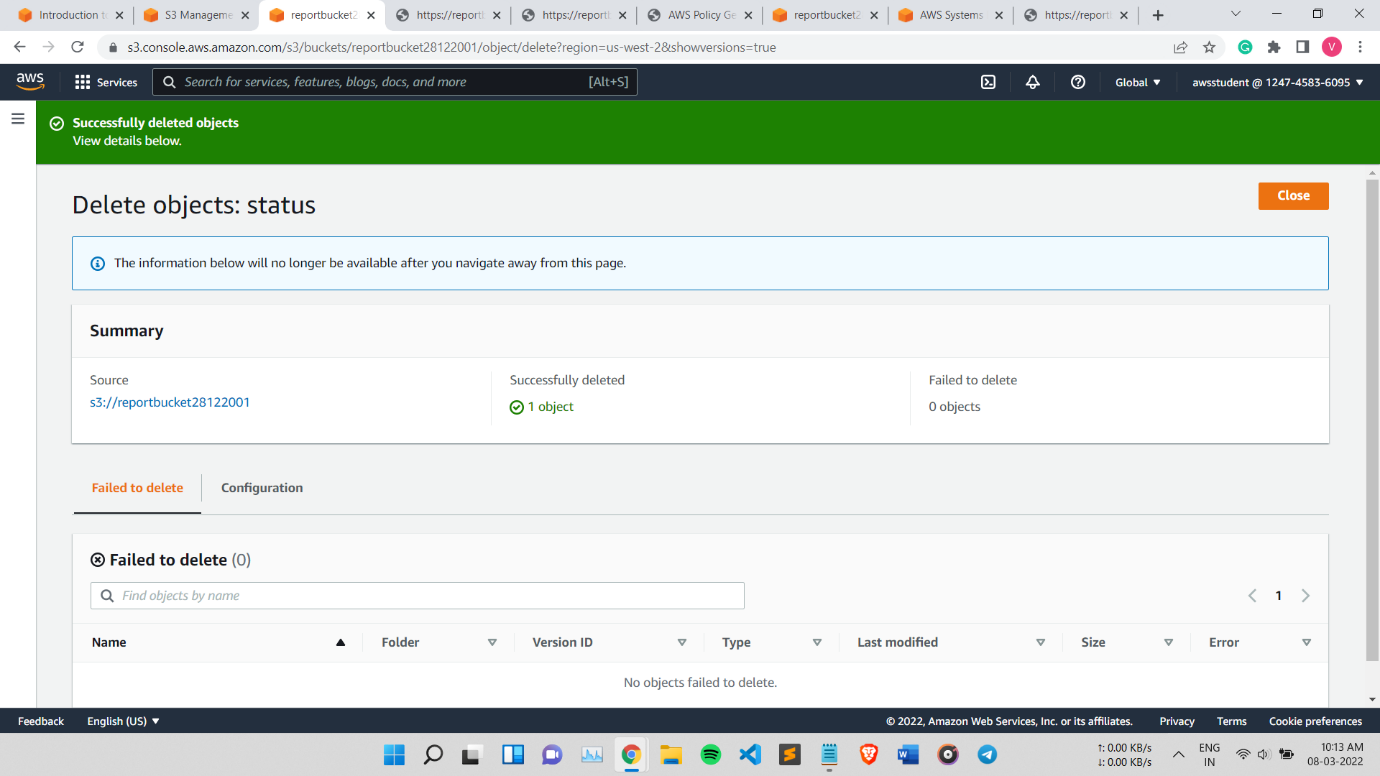 Introduction t
S3 Manageme
reportbucket2
https://report
https://report
AWS Policy Ge
reportbucket2
AWS Systems
https://report
s3.console.aws.amazon.com/s3/buckets/reportbucket28122001/object/delete?region=us-west-2&showversions=true
V
aws
Services
Search for services, features, blogs, docs, and more
[Alt+S]
Global
awsstudent @ 1247-4583-6095
Successfully deleted objects
View details below.
Delete objects: status
Close
The information below will no longer be available after you navigate away from this page.
Summary
Source
Successfully deleted
Failed to delete
s3://reportbucket28122001
1 object
0 objects
Failed to delete
Configuration
Failed to delete (0)
Find objects by name
1
Name
Folder
Version ID
Type
Last modified
Size
Error
No objects failed to delete.
Feedback
English (US)
© 2022, Amazon Web Services, Inc. or its affiliates.
Privacy
Terms
Cookie preferences
↑: 0.00 KB/s
↓: 0.00 KB/s
ENG
IN
10:13 AM
08-03-2022